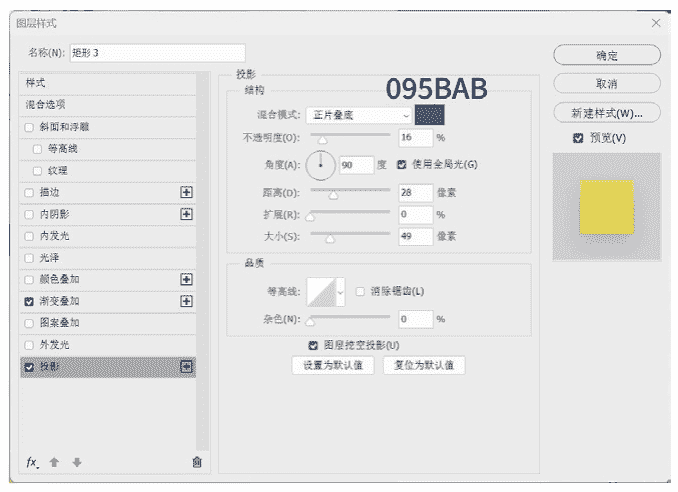 图层样式
名称(N): 矩形 3
样式
混合选项
斜面和浮雕
等高线
纹理
描边
内阴影
内发光
光泽
颜色叠加
渐变叠加
图案叠加
外发光
投影
fx
投影
结构
095BAB
混合模式: 正片叠底
不透明度(O): 16 %
角度(A): 90 度 使用全局光(G)
距离(D): 28 像素
扩展(R): 0 %
大小(S): 49 像素
品质
等高线: 消除锯齿(L)
杂色(N): 0 %
图层挖空投影(U)
设置为默认值 复位为默认值
确定
取消
新建样式(W)...
预览(V)